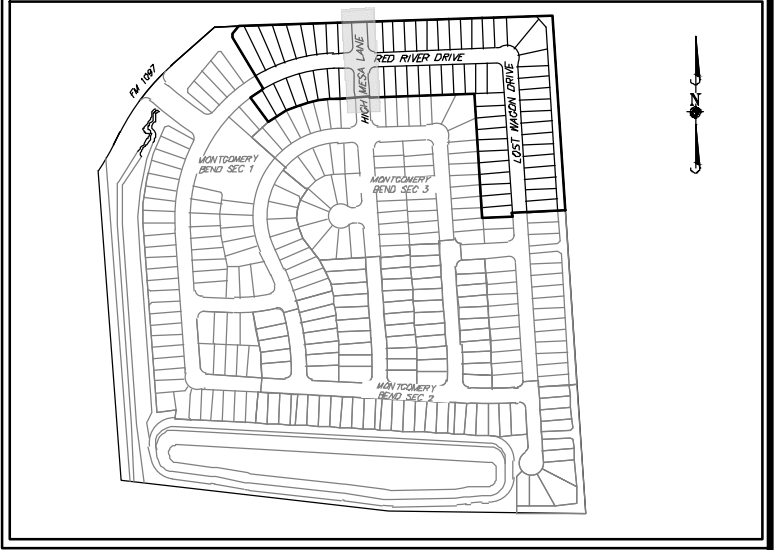 FM 1097
HIGH MESA LANE
RED RIVER DRIVE
LOST WAGON DRIVE
MONTGOMERY
BEND SEC 1
MONTGOMERY
BEND SEC 3
MONTGOMERY
BEND SEC 2
N